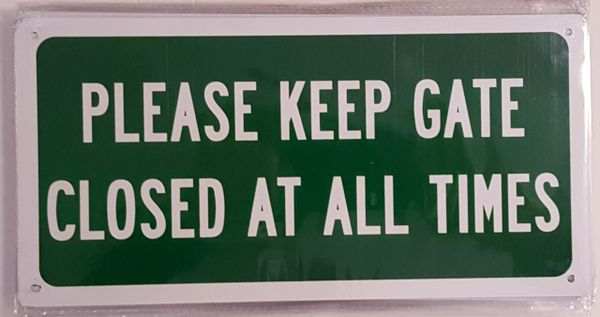 PLEASE KEEP GATE
CLOSED AT ALL TIMES